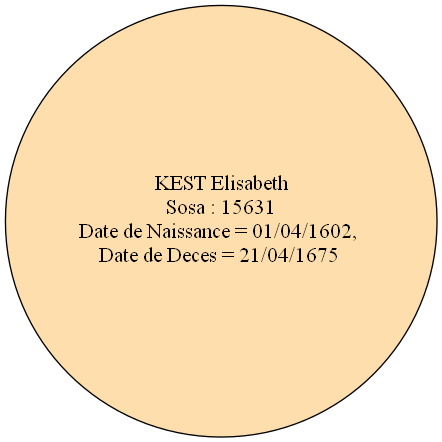 KEST Elisabeth
Sosa : 15631
Date de Naissance = 01/04/1602,
Date de Deces = 21/04/1675